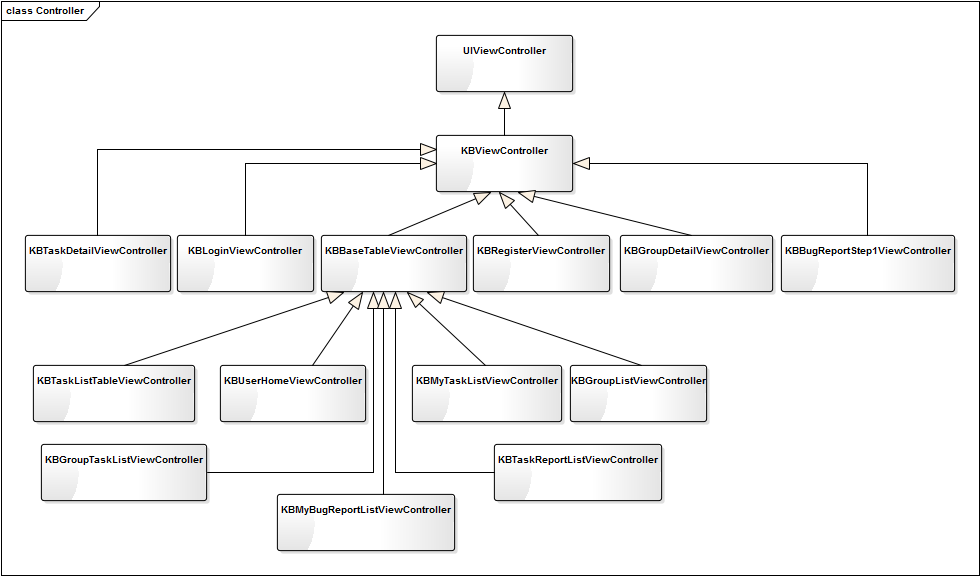 class Controller
UIViewController
KBViewController
KBTaskDetailViewController
KBLoginViewController
KBBaseTableViewController
KBRegisterViewController
KBGroupDetailViewController
KBBugReportStep1ViewController
KBTaskListTableViewController
KBUserHomeViewController
KBMyTaskListViewController
KBGroupListViewController
KBGroupTaskListViewController
KBTaskReportListViewController
KBMyBugReportListViewController